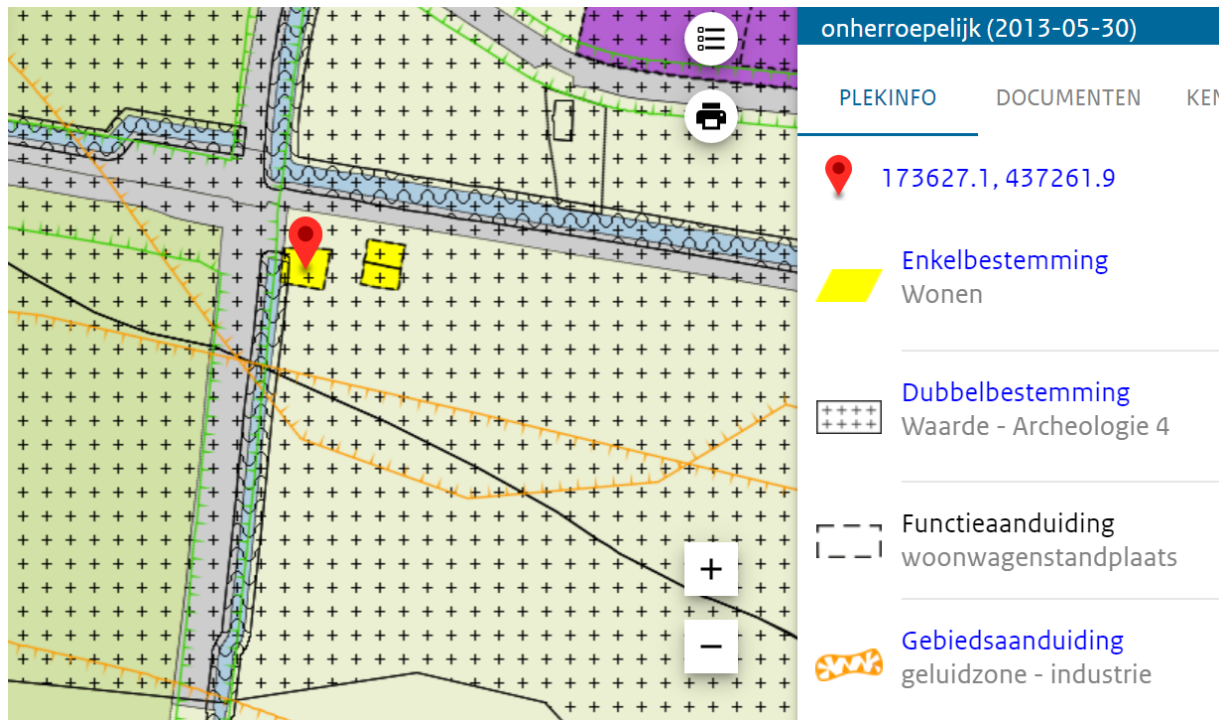 onherroepelijk (2013-05-30)
PLEKINFO DOCUMENTEN KEN
173627.1, 437261.9
Enkelbestemming
Wonen
Dubbelbestemming
Waarde - Archeologie 4
Functieaanduiding
woonwagenstandplaats
Gebiedsaanduiding
geluidzone - industrie